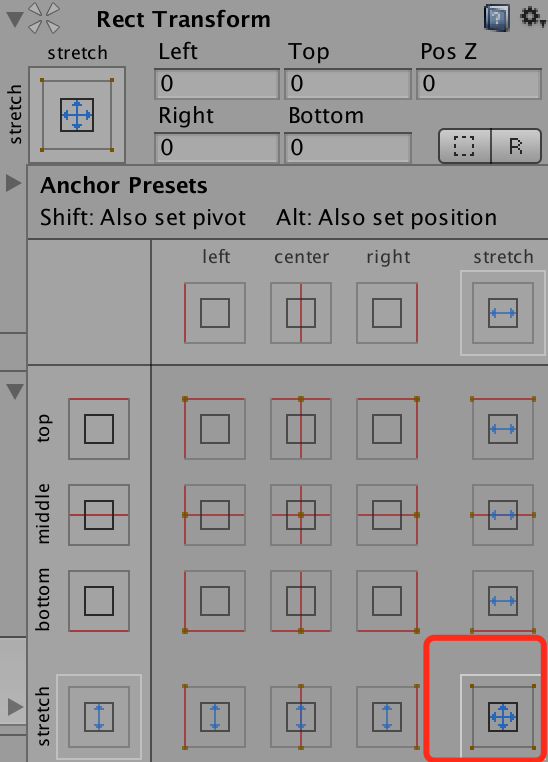 Rect Transform
stretch
Left Top Pos Z
stretch
0 0 0
Right Bottom
0 0
R
Anchor Presets
Shift: Also set pivot Alt: Also set position
left center right stretch
top
middle
bottom
stretch